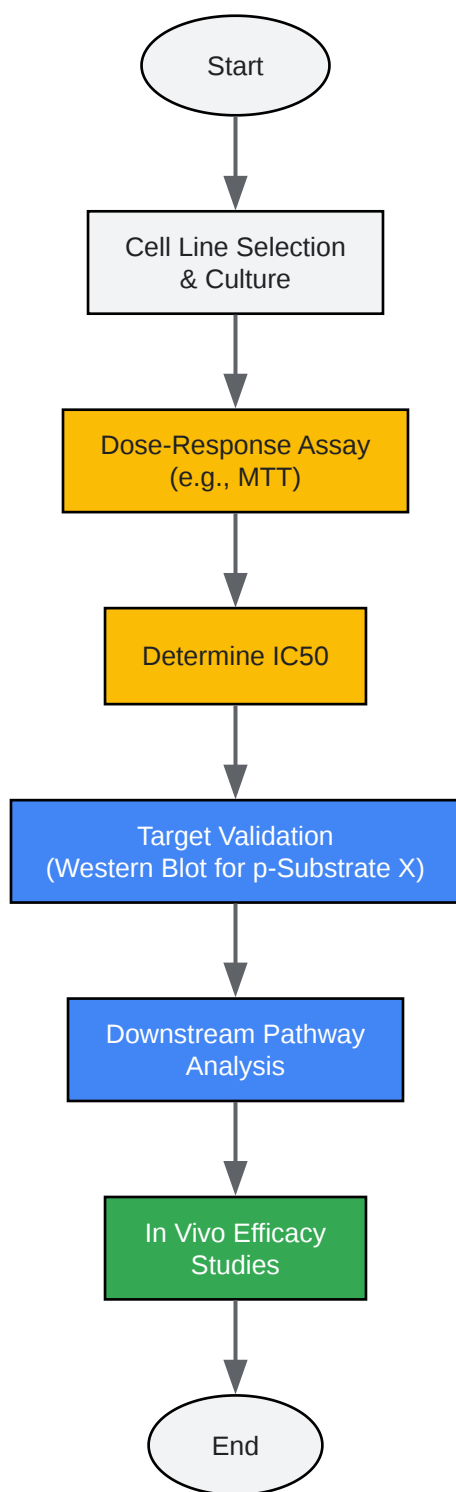 Start
Cell Line Selection
& Culture
Dose-Response Assay
(e.g., MTT)
Determine IC50
Target Validation
(Western Blot for p-Substrate X)
Downstream Pathway
Analysis
In Vivo Efficacy
Studies
End